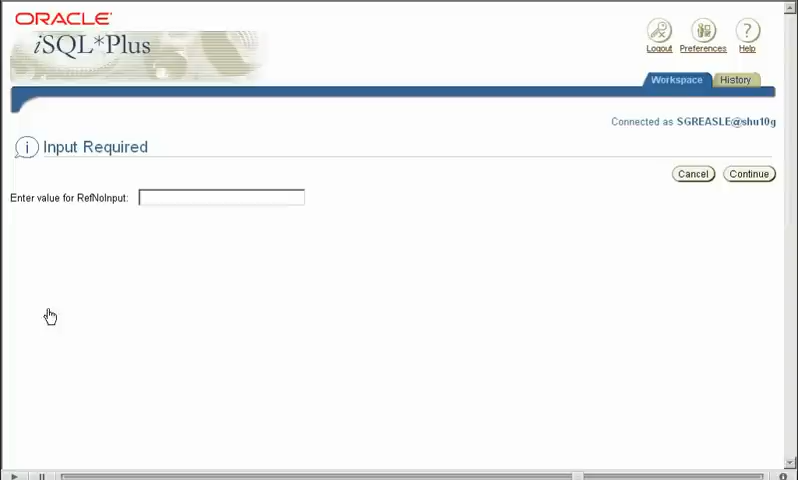 ORACLE
iSQL*Plus
Logout Preferences Help
Workspace History
Connected as SGREASLE@shu10g
Input Required
Cancel Continue
Enter value for RefNoInput: